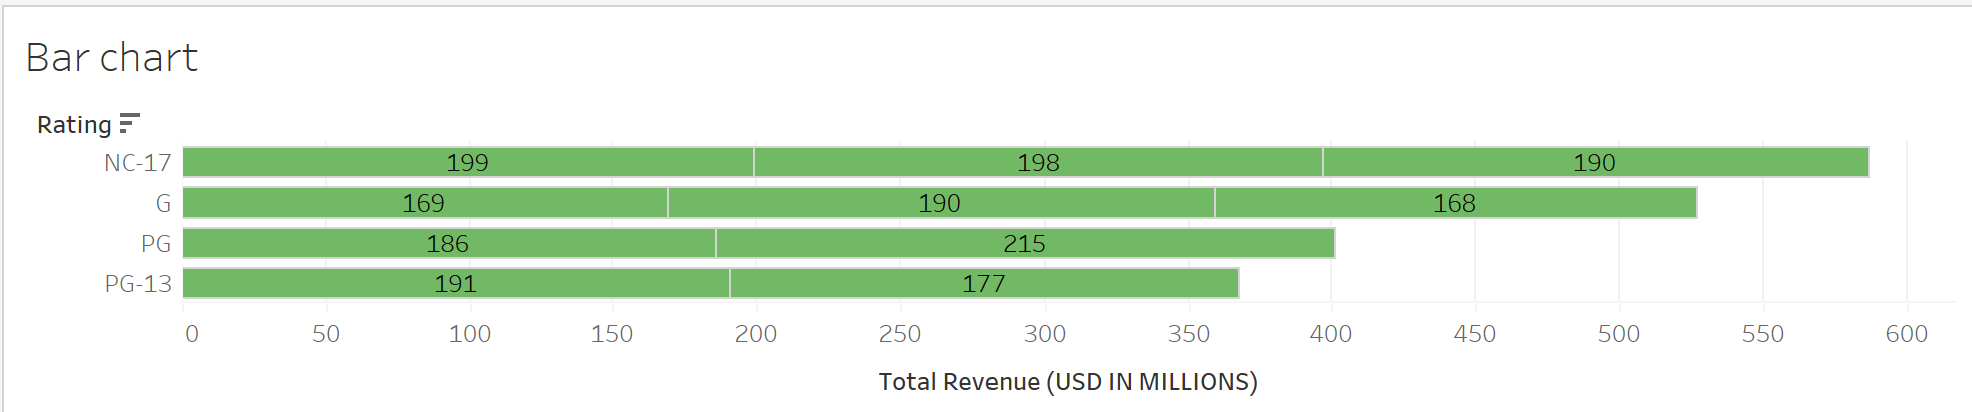 Bar chart
Rating
NC-17 199 198 190
G 169 190 168
PG 186 215
PG-13 191 177
0 50 100 150 200 250 300 350 400 450 500 550 600
Total Revenue (USD IN MILLIONS)